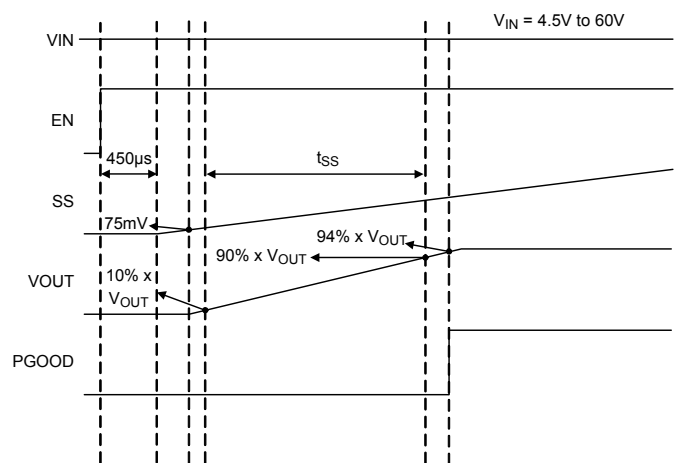 V_IN = 4.5V to 60V
VIN
EN
450µs
t_SS
SS
75mV
94% x V_OUT
90% x V_OUT
VOUT
10% x
V_OUT
PGOOD